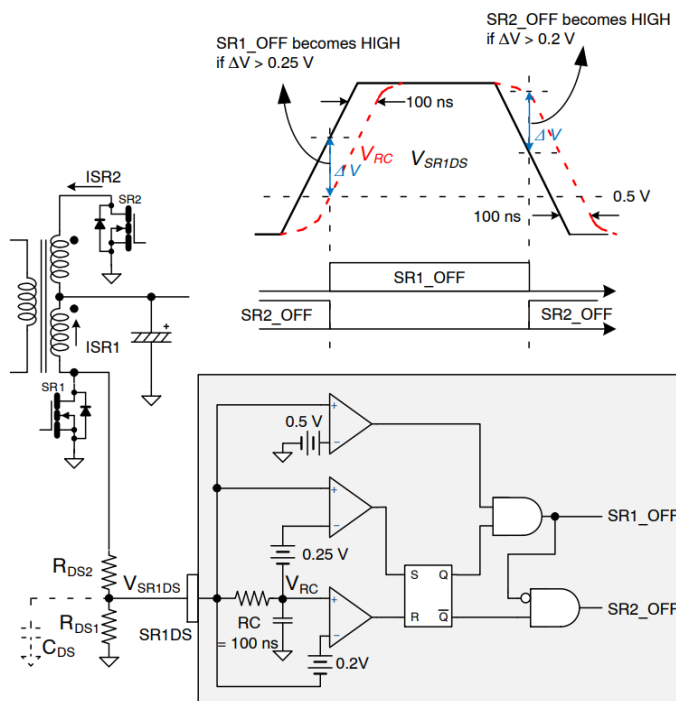 SR1_OFF becomes HIGH
if ΔV > 0.25 V
SR2_OFF becomes HIGH
if ΔV > 0.2 V
100 ns
ΔV
V_RC
V_SR1DS
ΔV
0.5 V
100 ns
SR1_OFF
SR2_OFF
SR2_OFF
ISR2
SR2
+
ISR1
SR1
R_DS2
R_DS1
C_DS
V_SR1DS
SR1DS
+
−
0.5 V
+
−
0.25 V
V_RC
RC
= 100 ns
+
−
0.2V
S
Q
R
Q̅
SR1_OFF
SR2_OFF